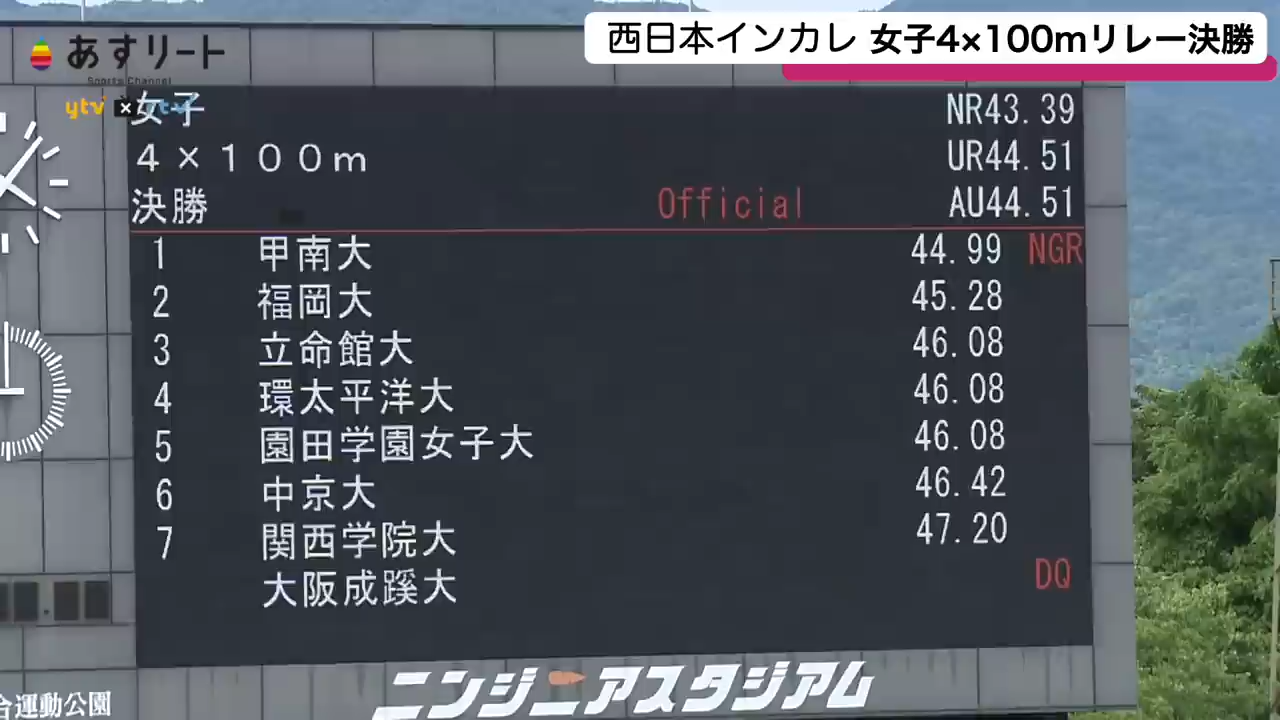 西日本インカレ 女子4×100mリレー決勝
あすリート
Sports Channel
ytv × tv
女子 NR43.39
4×100m UR44.51
決勝 Official AU44.51
1 甲南大 44.99 NGR
2 福岡大 45.28
3 立命館大 46.08
4 環太平洋大 46.08
5 園田学園女子大 46.08
6 中京大 46.42
7 関西学院大 47.20
大阪成蹊大 DQ
ニンジニアスタジアム
合運動公園